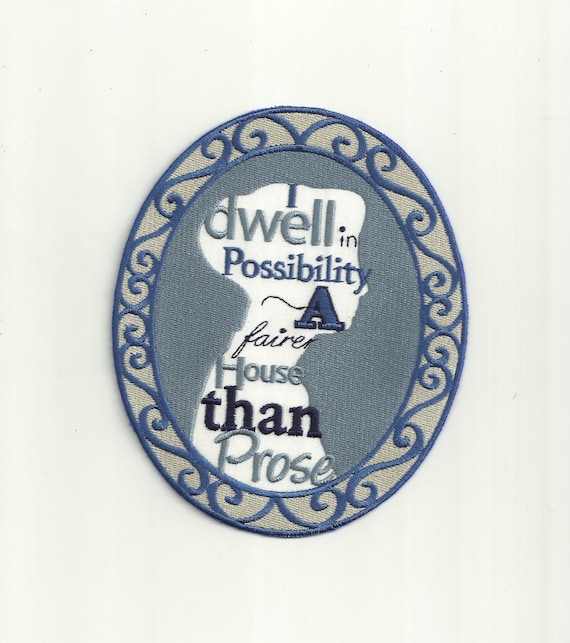 I
dwell in
Possibility
~A
fairer
House
than
Prose